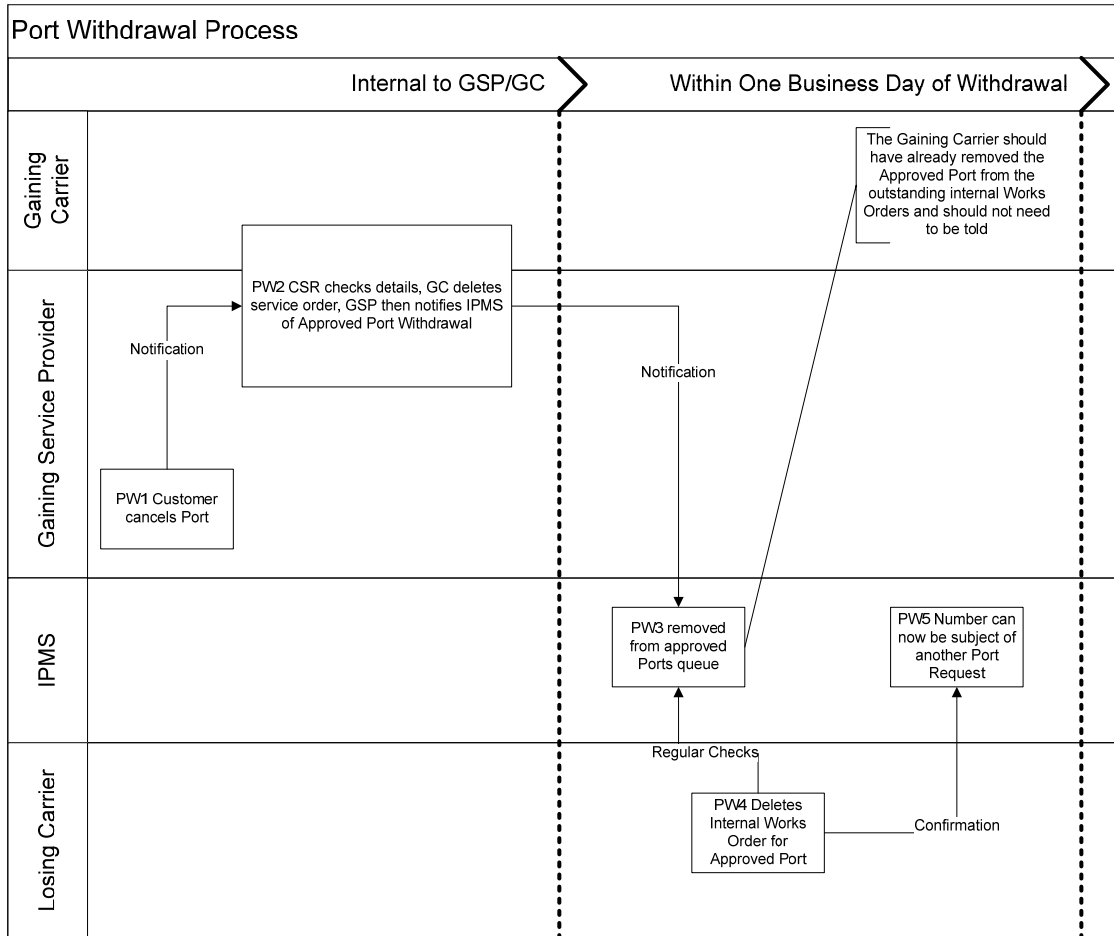 Port Withdrawal Process
Internal to GSP/GC
Within One Business Day of Withdrawal
Gaining
Carrier
The Gaining Carrier should
have already removed the
Approved Port from the
outstanding internal Works
Orders and should not need
to be told
Gaining Service Provider
PW2 CSR checks details, GC deletes
service order, GSP then notifies IPMS
of Approved Port Withdrawal
Notification
Notification
PW1 Customer
cancels Port
IPMS
PW3 removed
from approved
Ports queue
PW5 Number can
now be subject of
another Port
Request
Losing Carrier
Regular Checks
PW4 Deletes
Internal Works
Order for
Approved Port
Confirmation